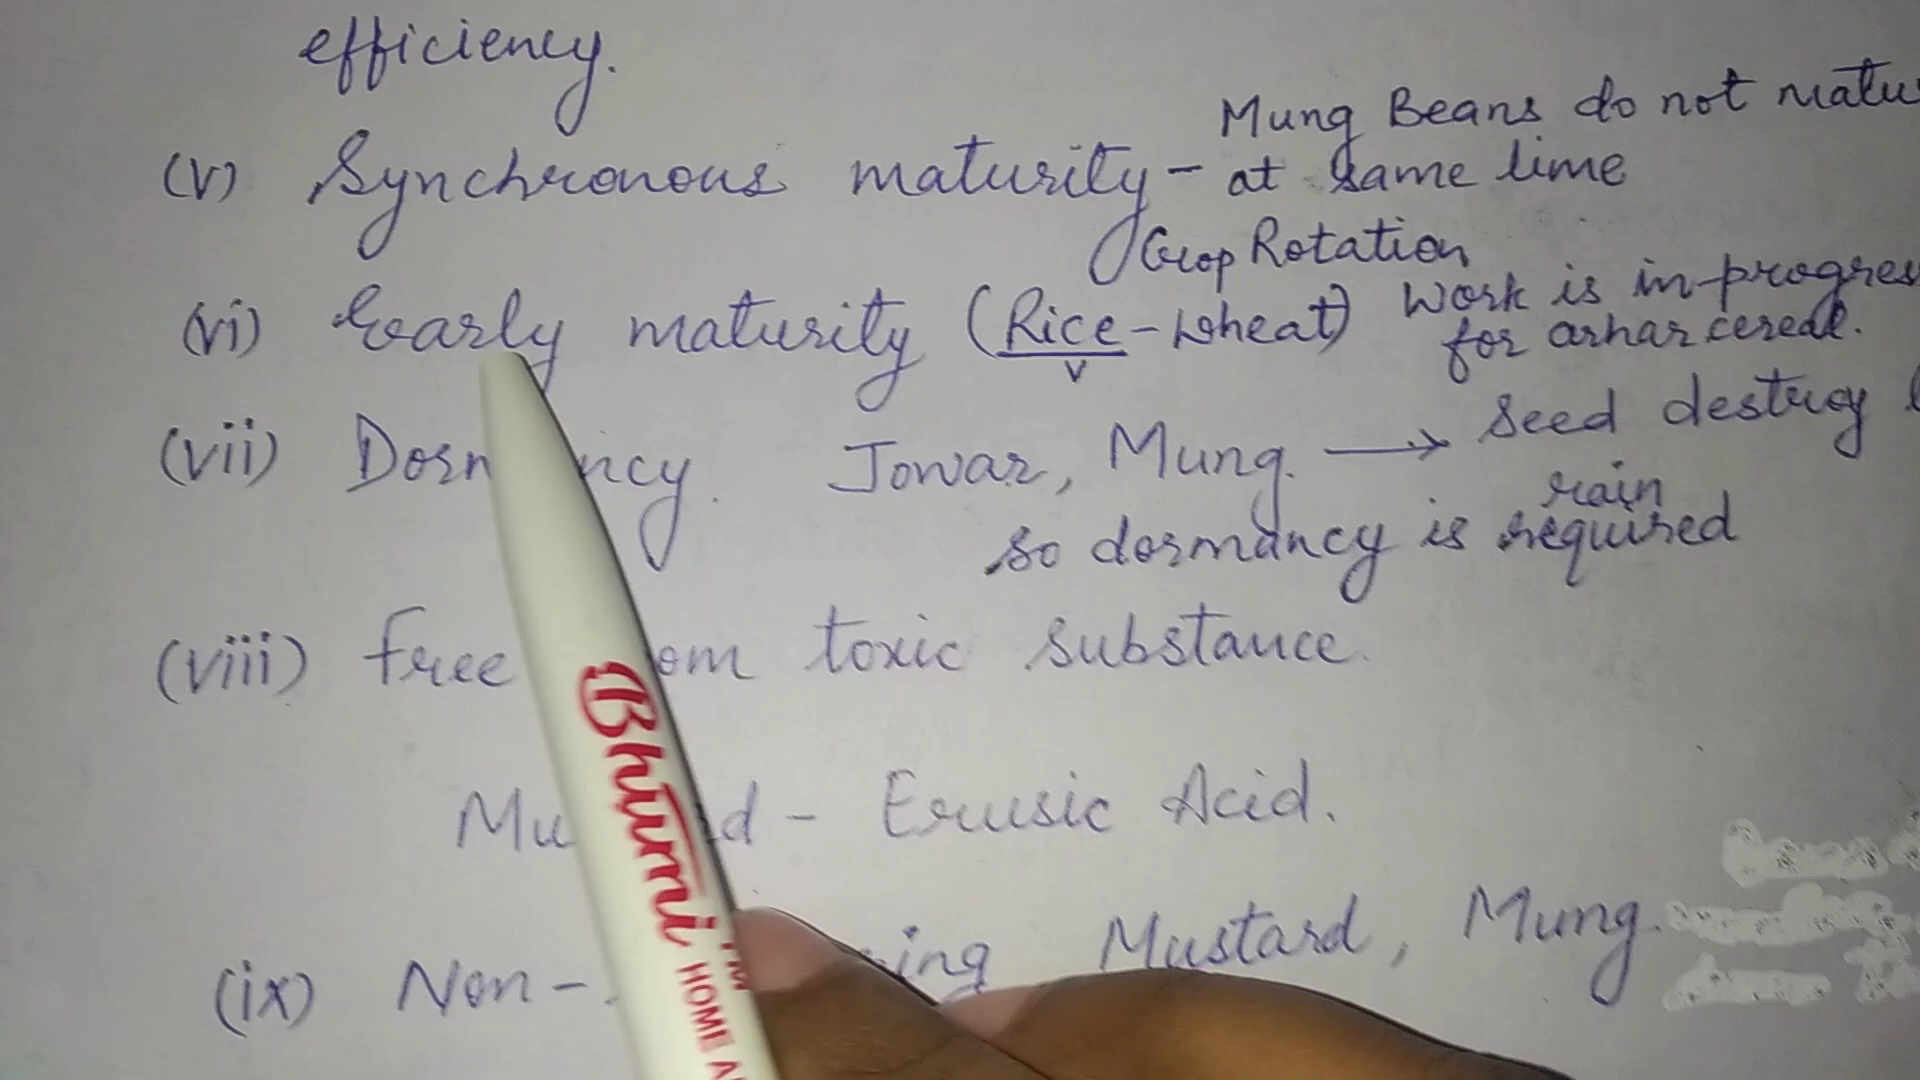 efficiency.
Mung Beans do not matu
(v) Synchronous maturity - at same time
Crop Rotation
(vi) Early maturity (Rice - wheat) Work is in-progres
for arhar cereal.
(vii) Dorm ncy. Jowar, Mung. → Seed destroy
rain
so dormancy is required
(viii) Free om toxic substance.
Mu d - Erusic Acid.
(ix) Non- ing Mustard, Mung.
Bhumi TM
HOME A